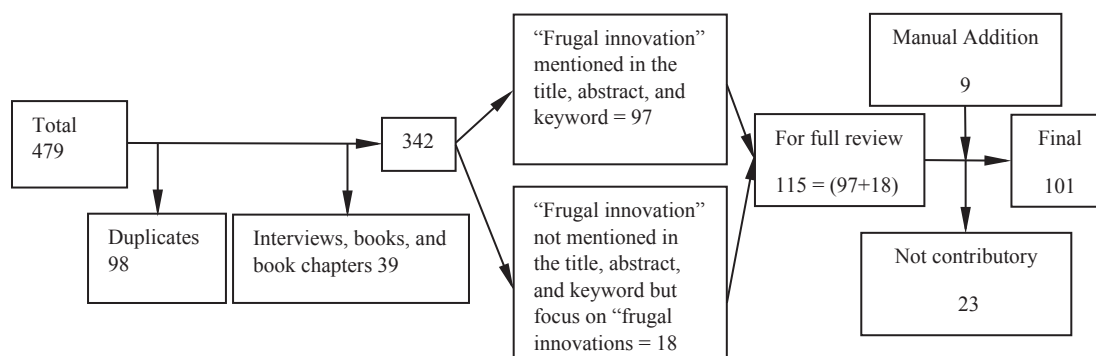 Total
479
Duplicates
98
Interviews, books, and
book chapters 39
342
“Frugal innovation”
mentioned in the
title, abstract, and
keyword = 97
“Frugal innovation”
not mentioned in
the title, abstract,
and keyword but
focus on “frugal
innovations = 18
For full review
115 = (97+18)
Manual Addition
9
Not contributory
23
Final
101